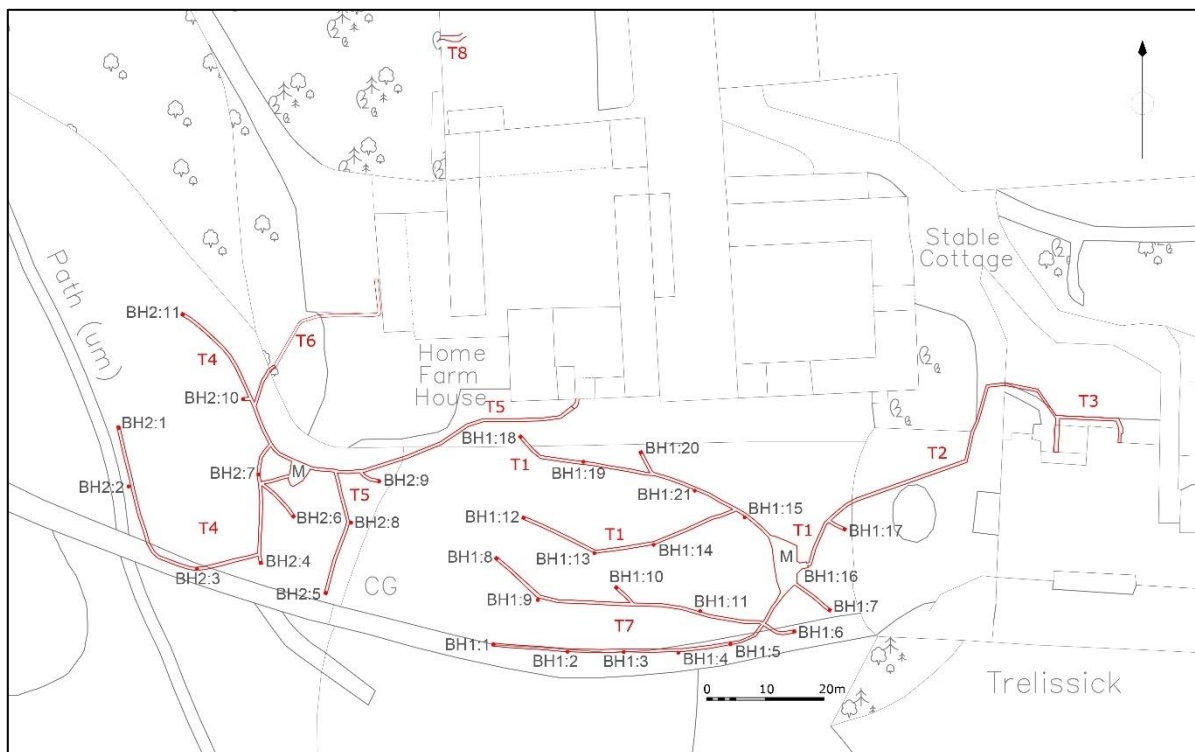 T8
Stable
Cottage
Path (um)
BH2:11
T4
T6
Home
Farm
House
T5
T3
BH2:10
BH2:1
BH1:18
BH1:20
T1
BH1:19
T2
BH2:7
M
BH2:2
T5
BH2:9
BH1:21
BH2:6
BH2:8
BH1:12
BH1:15
T4
T1
T1
BH1:17
BH2:4
BH1:13
BH1:14
M
BH1:8
BH2:3
BH1:16
BH2:5
CG
BH1:10
BH1:9
BH1:11
BH1:7
T7
BH1:6
BH1:1
BH1:2
BH1:3
BH1:4
BH1:5
Trelissick
0 10 20m